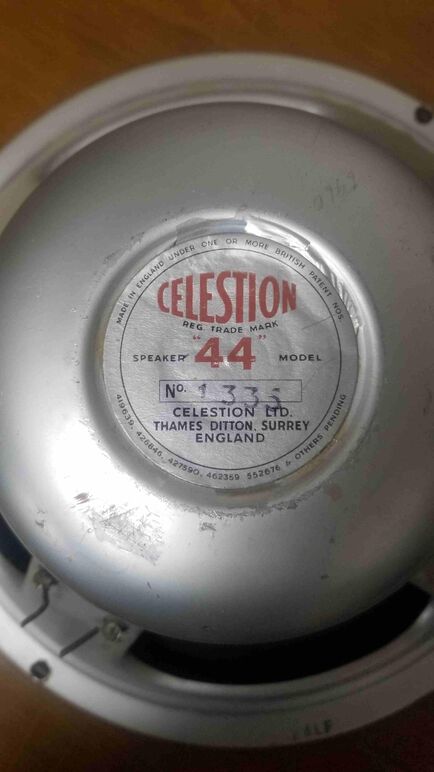 MADE IN ENGLAND UNDER ONE OR MORE BRITISH PATENT NOS.
CELESTION
REG. TRADE MARK
SPEAKER "44" MODEL
No. 1335
CELESTION LTD.
THAMES DITTON, SURREY
ENGLAND
419639, 426846, 427590, 462359 552676 & OTHERS PENDING